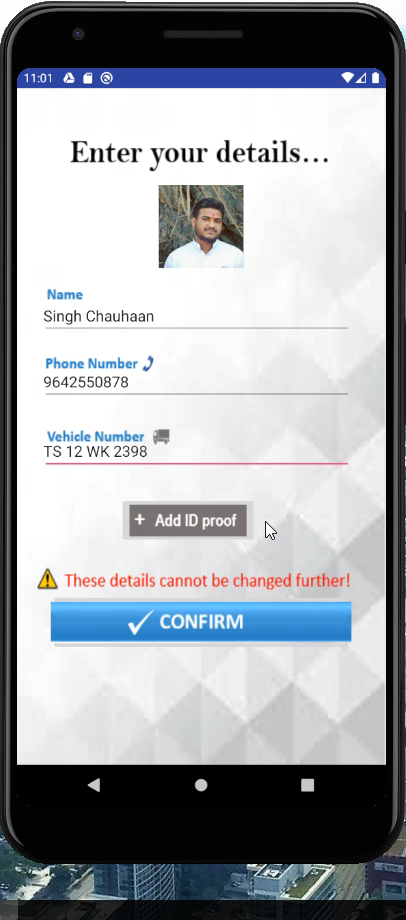 11:01
Enter your details...
Name
Singh Chauhaan
Phone Number
9642550878
Vehicle Number
TS 12 WK 2398
+ Add ID proof
These details cannot be changed further!
CONFIRM